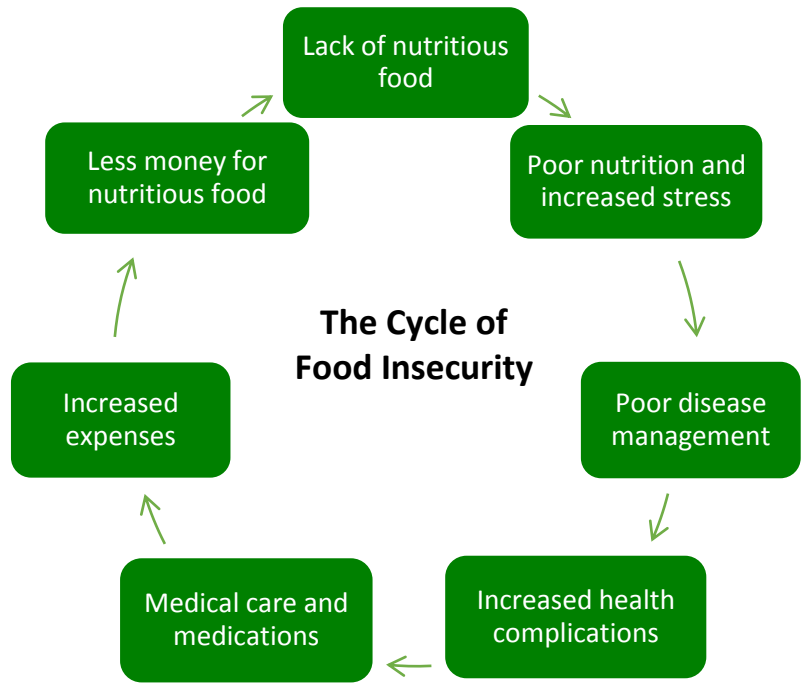 Lack of nutritious
food
Poor nutrition and
increased stress
Poor disease
management
Increased health
complications
Medical care and
medications
Increased
expenses
Less money for
nutritious food
The Cycle of
Food Insecurity